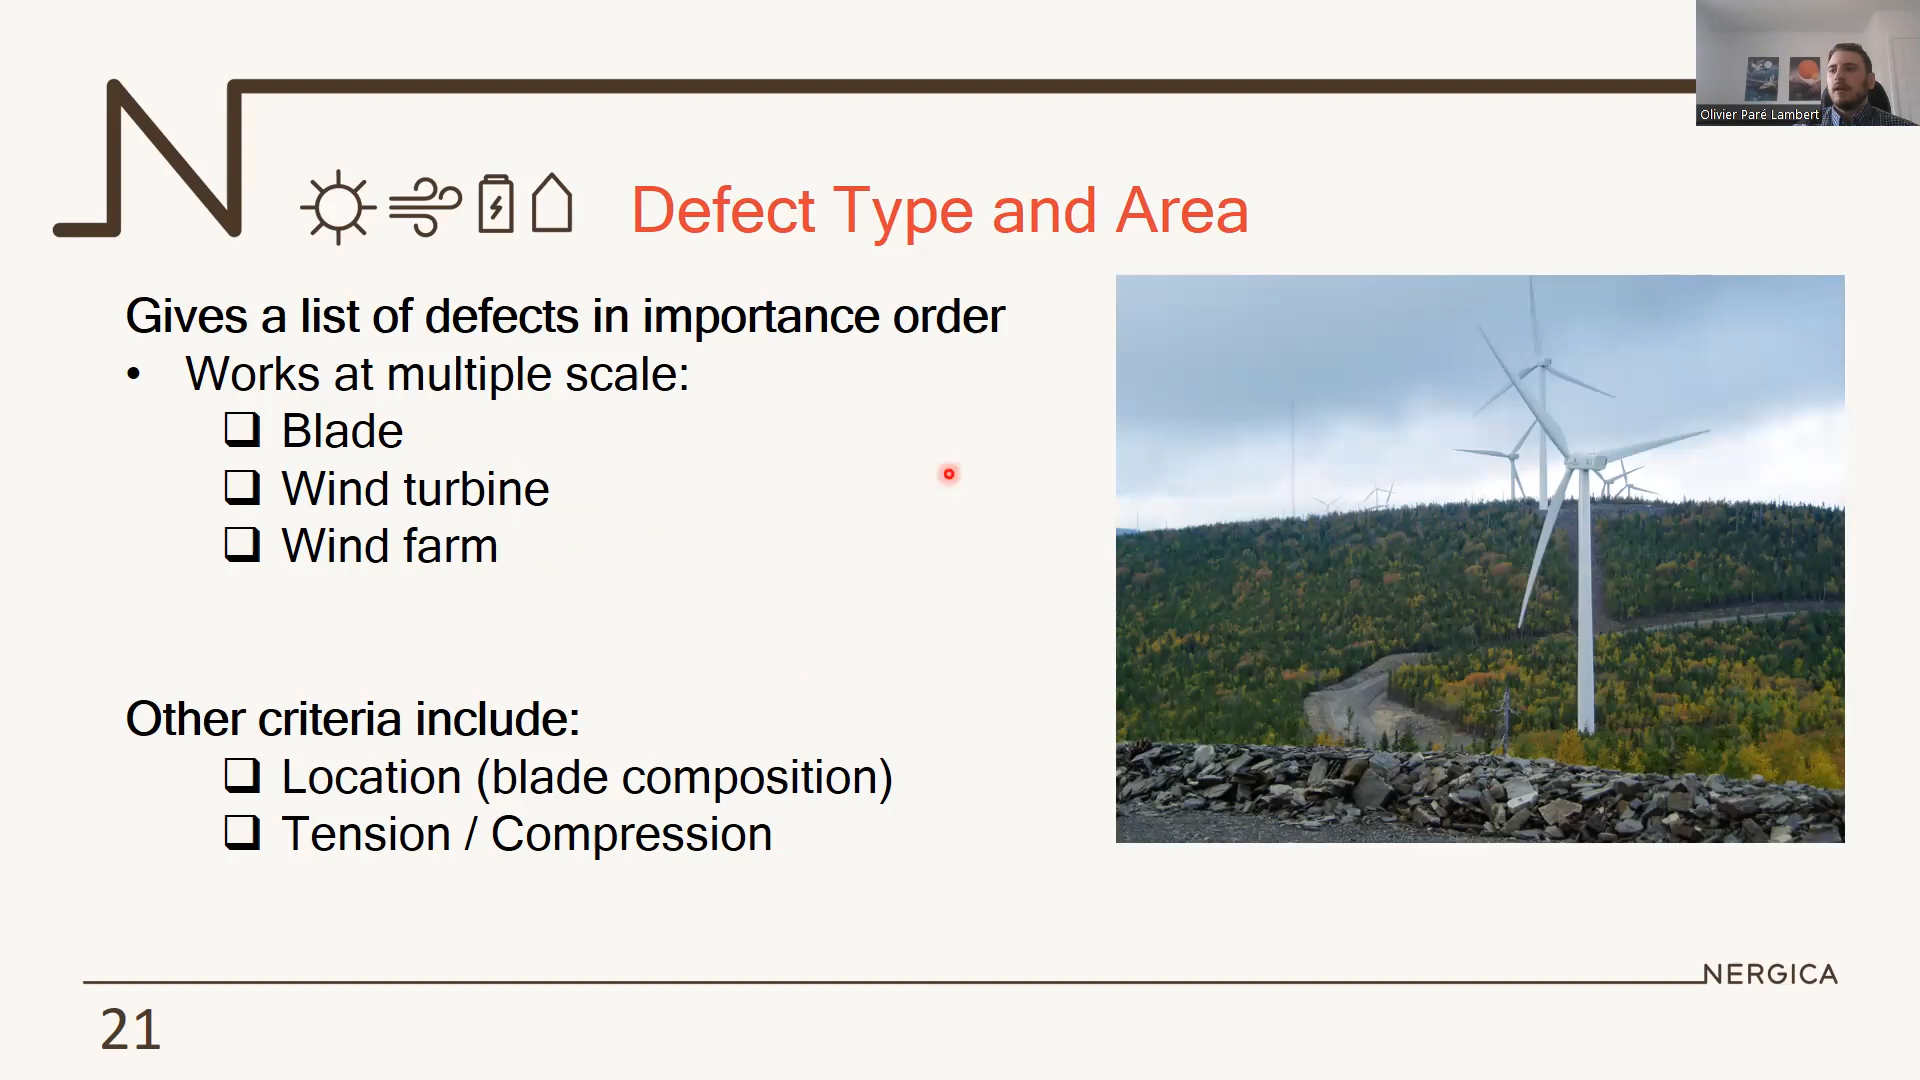 Olivier Paré Lambert
Defect Type and Area
Gives a list of defects in importance order
• Works at multiple scale:
❑ Blade
❑ Wind turbine
❑ Wind farm
Other criteria include:
❑ Location (blade composition)
❑ Tension / Compression
NERGICA
21